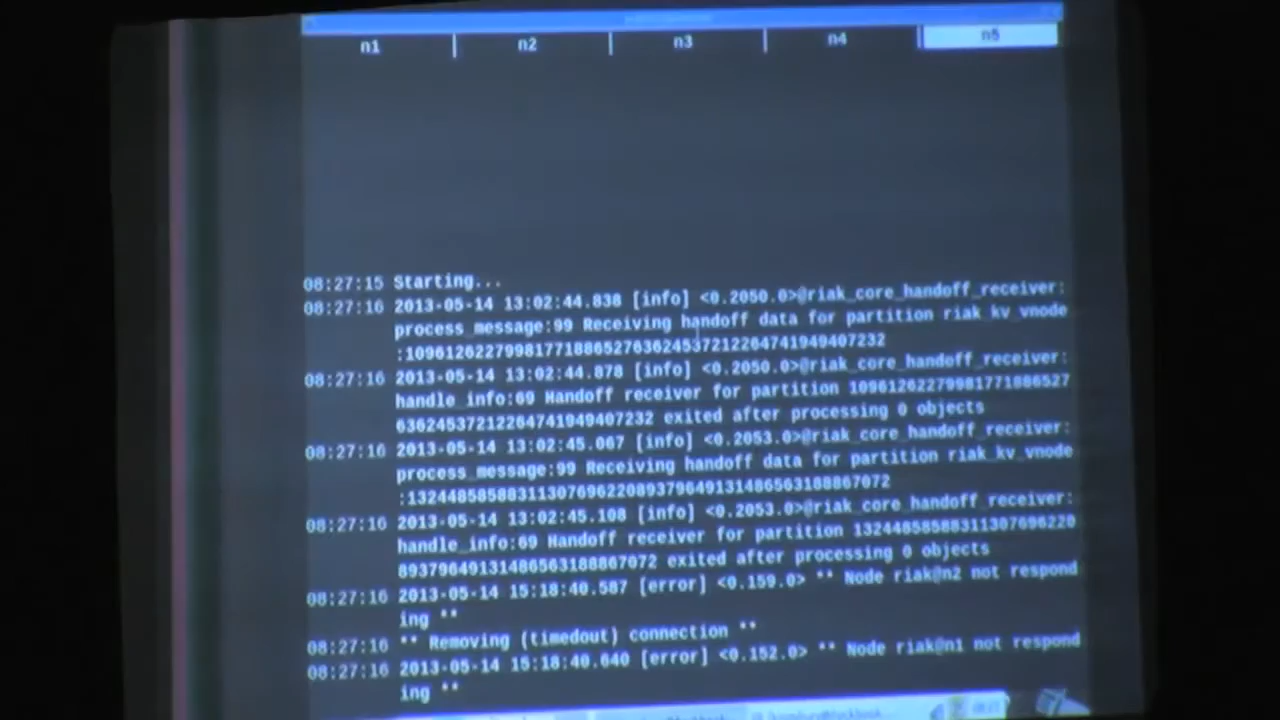 n1 | n2 | n3 | n4 | n5
08:27:15 Starting...
08:27:16 2013-05-14 13:02:44.838 [info] <0.2050.0>@riak_core_handoff_receiver:
process_message:99 Receiving handoff data for partition riak_kv_vnode
:1096126227998177188652763624537212264741949407232
08:27:16 2013-05-14 13:02:44.878 [info] <0.2050.0>@riak_core_handoff_receiver:
handle_info:69 Handoff receiver for partition 10961262279981771886527
63624537212264741949407232 exited after processing 0 objects
08:27:16 2013-05-14 13:02:45.067 [info] <0.2053.0>@riak_core_handoff_receiver:
process_message:99 Receiving handoff data for partition riak_kv_vnode
:1324485858831130769622089379649131486563188867072
08:27:16 2013-05-14 13:02:45.108 [info] <0.2053.0>@riak_core_handoff_receiver:
handle_info:69 Handoff receiver for partition 13244858588311307696220
89379649131486563188867072 exited after processing 0 objects
08:27:16 2013-05-14 15:18:40.587 [error] <0.159.0> ** Node riak@n2 not respond
ing **
08:27:16 ** Removing (timedout) connection **
08:27:16 2013-05-14 15:18:40.640 [error] <0.152.0> ** Node riak@n1 not respond
ing **